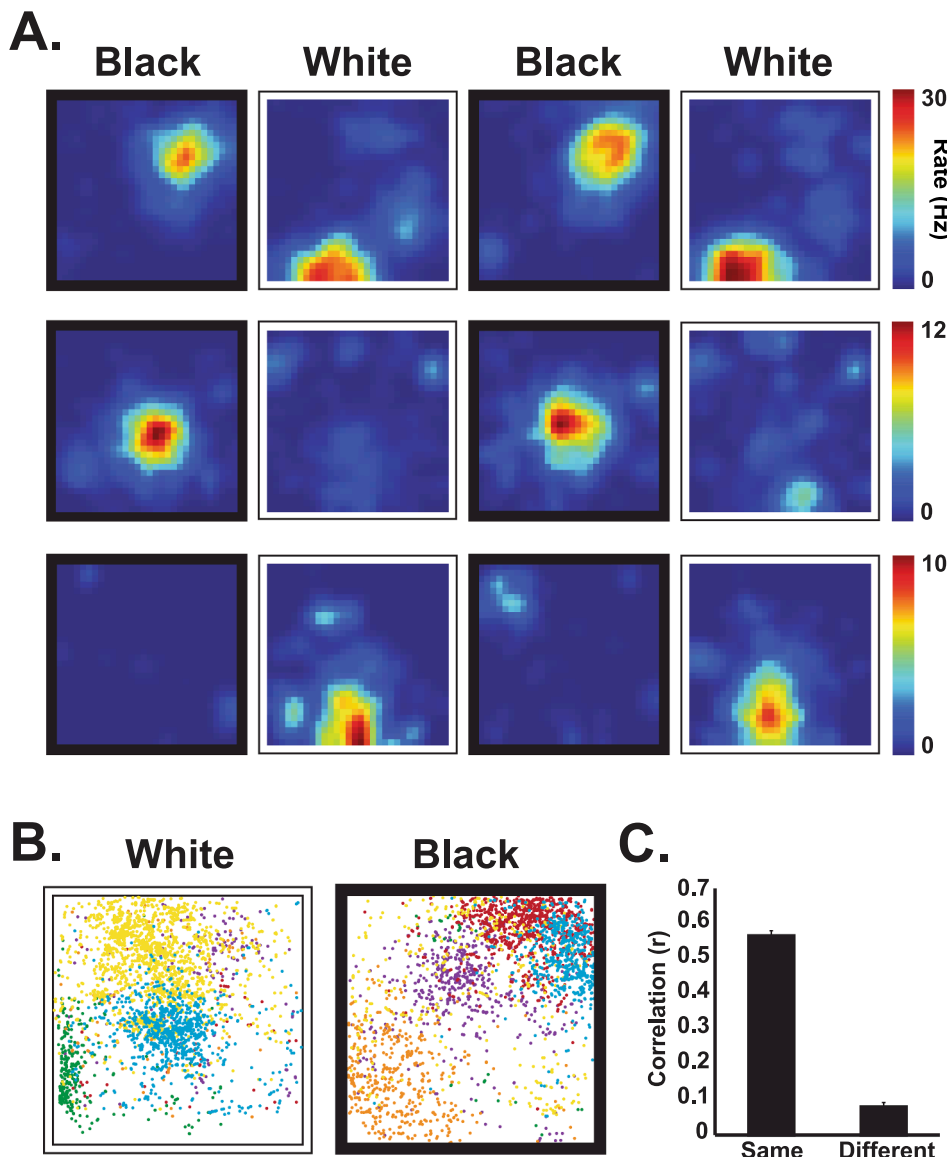 A.
Black White Black White
30
Rate (Hz)
0
12
0
10
0
B.
White Black
C.
0.7
0.6
0.5
0.4
0.3
0.2
0.1
0
Correlation (r)
Same Different